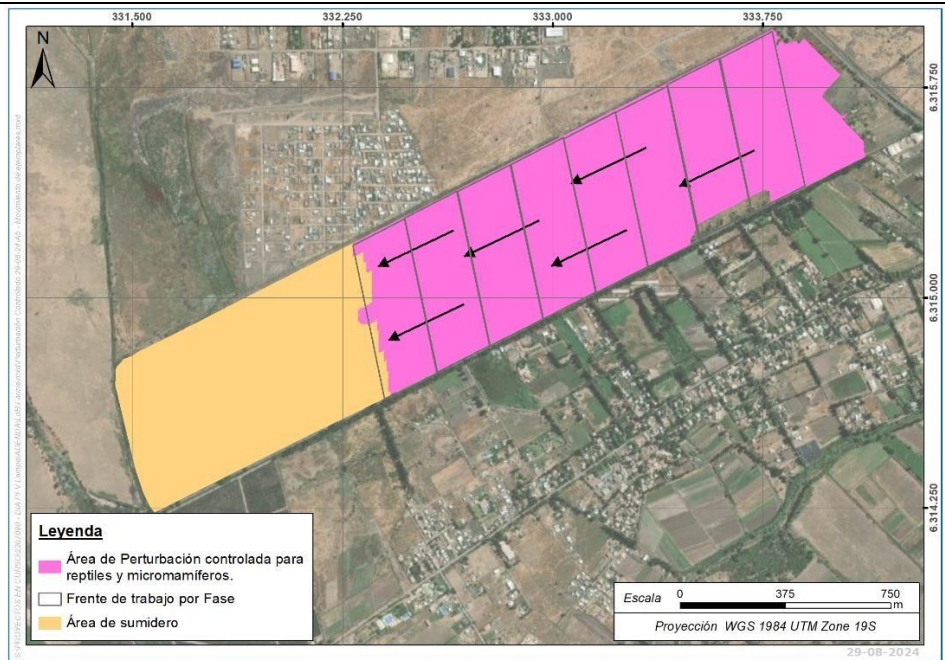 331.500 332.250 333.000 333.750
N
6.315.750
6.315.000
6.314.250
Leyenda
Área de Perturbación controlada para
reptiles y micromamíferos.
Frente de trabajo por Fase
Área de sumidero
Escala 0 375 750
m
Proyección WGS 1984 UTM Zone 19S
29-08-2024